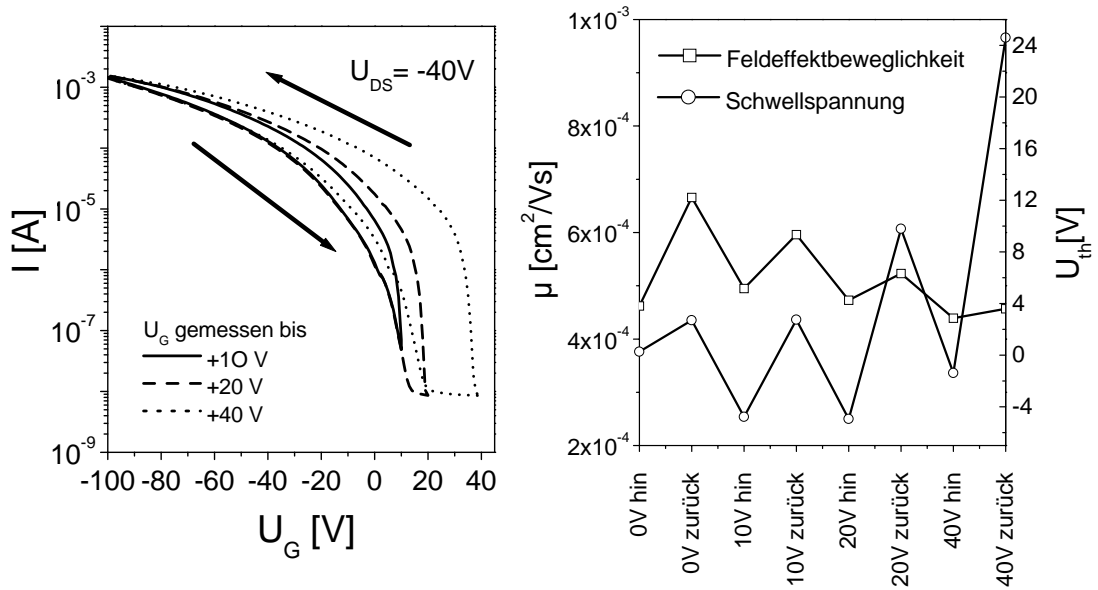 U_DS= -40V
10^-3
10^-5
10^-7
10^-9
I [A]
U_G gemessen bis
+1O V
+20 V
+40 V
-100 -80 -60 -40 -20 0 20 40
U_G [V]
1x10^-3
8x10^-4
6x10^-4
4x10^-4
2x10^-4
µ [cm^2/Vs]
Feldeffektbeweglichkeit
Schwellspannung
24
20
16
12
8
4
0
-4
U_th[V]
0V hin
0V zurück
10V hin
10V zurück
20V hin
20V zurück
40V hin
40V zurück